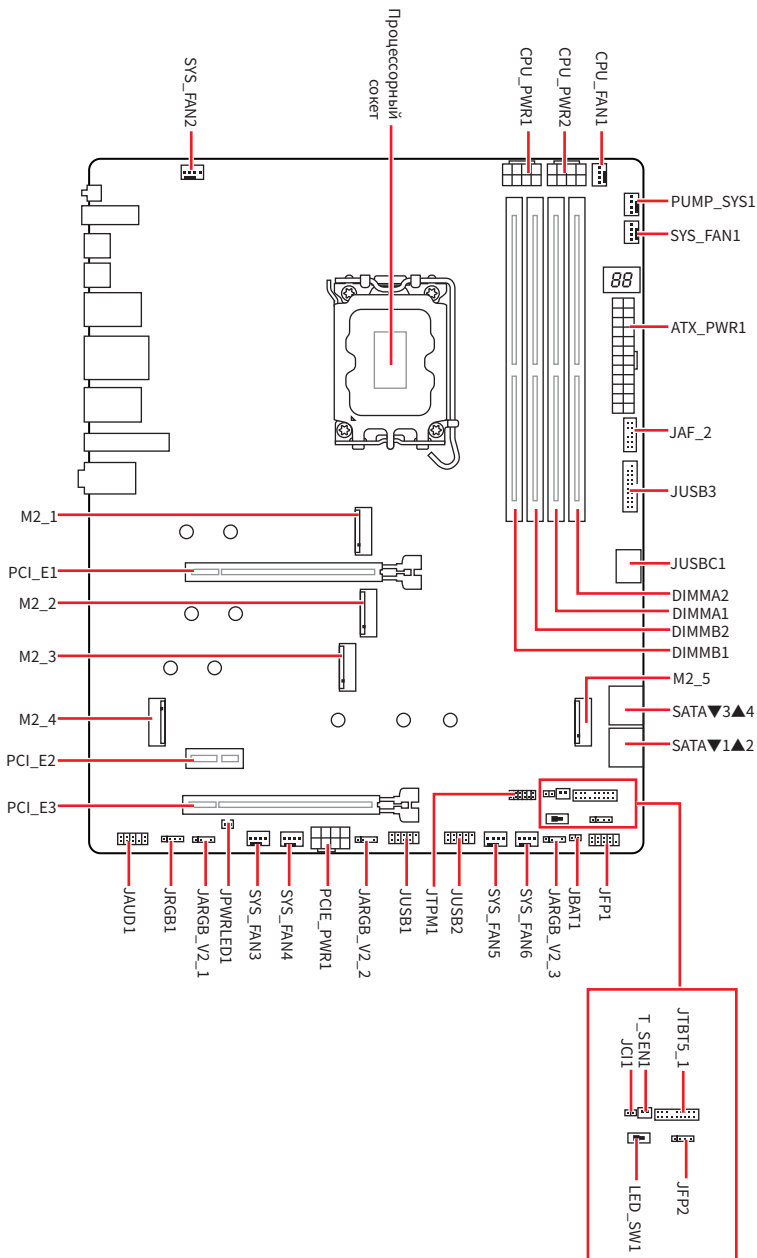 Процессорный
сокет
SYS_FAN2
CPU_PWR1
CPU_PWR2
CPU_FAN1
PUMP_SYS1
SYS_FAN1
88
ATX_PWR1
JAF_2
JUSB3
JUSBC1
DIMMA2
DIMMA1
DIMMB2
DIMMB1
M2_5
SATA▼3▲4
SATA▼1▲2
M2_1
PCI_E1
M2_2
M2_3
M2_4
PCI_E2
PCI_E3
JAUD1
JRGB1
JARGB_V2_1
JPWRLED1
SYS_FAN3
SYS_FAN4
PCIE_PWR1
JARGB_V2_2
JUSB1
JTPM1
JUSB2
SYS_FAN5
SYS_FAN6
JARGB_V2_3
JBAT1
JFP1
JTBT5_1
T_SEN1
JCI1
JFP2
LED_SW1